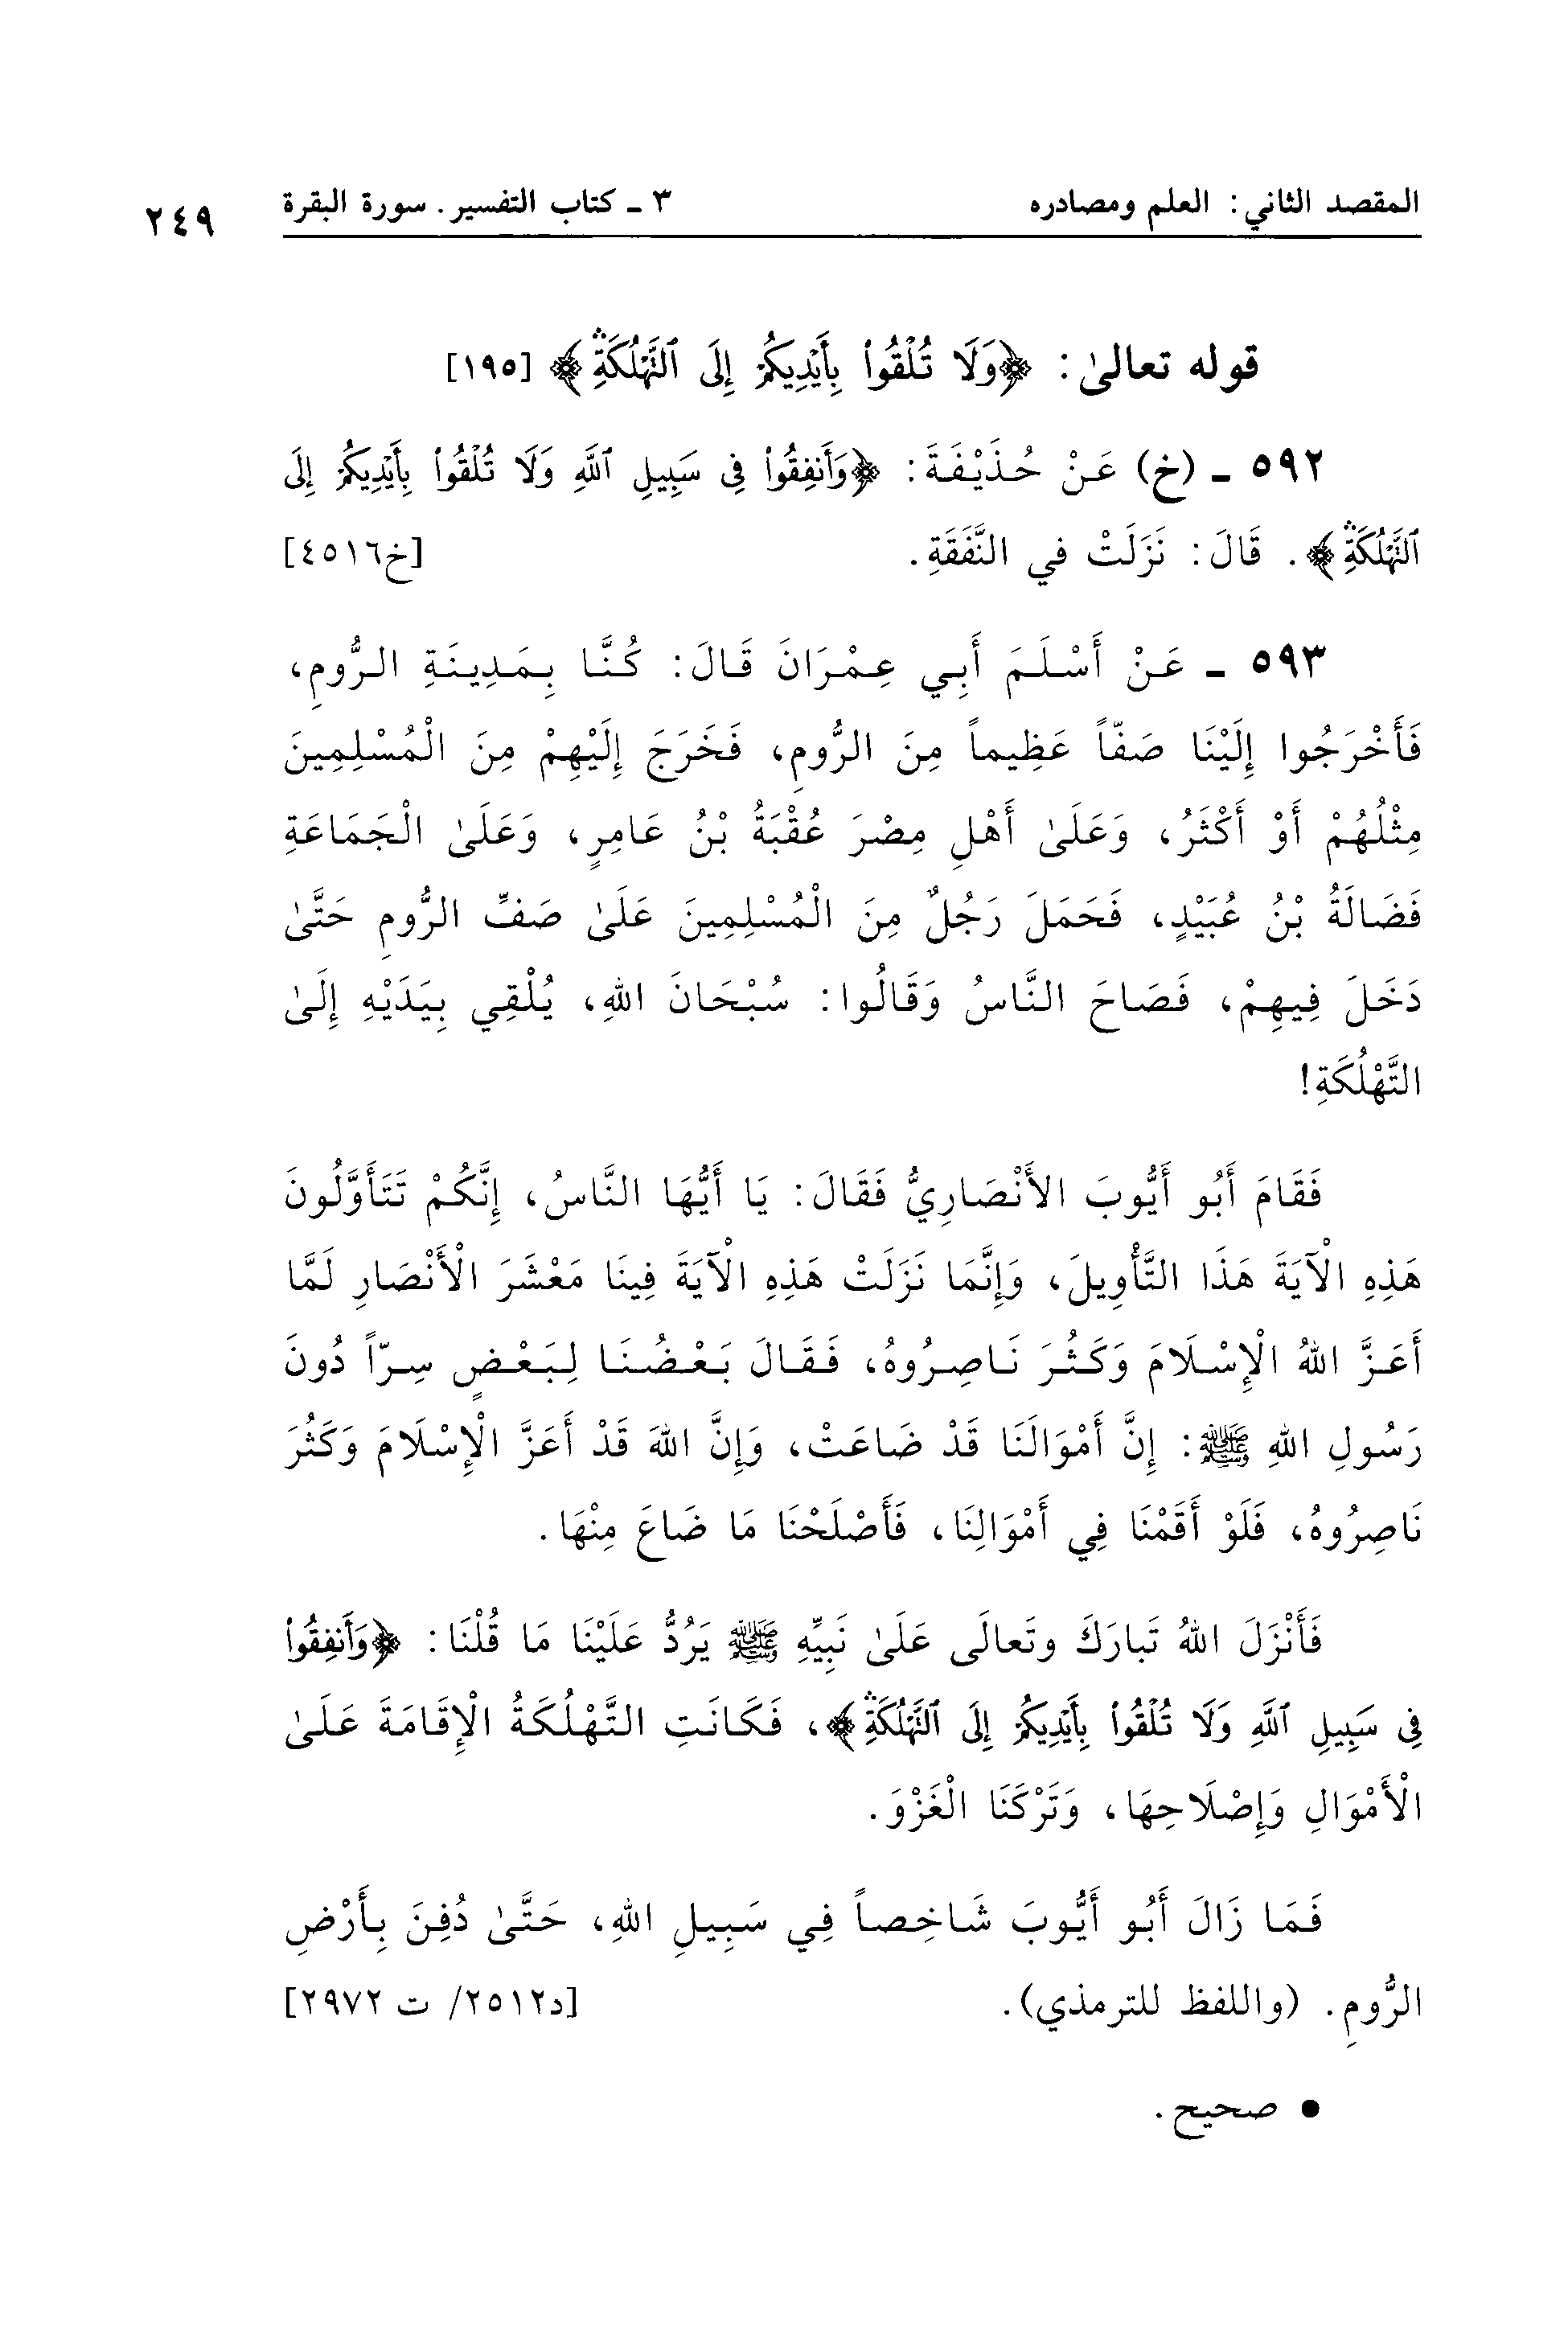 المقصد الثاني: العلم ومصادره ٣ ـ كتاب التفسير. سورة البقرة ٢٤٩
قوله تعالىٰ: ﴿وَلَا تُلْقُوا۟ بِأَيْدِيكُمْ إِلَى ٱلتَّهْلُكَةِۛ﴾ [١٩٥]
٥٩٢ ـ (خ) عَنْ حُذَيْفَةَ: ﴿وَأَنفِقُوا۟ فِى سَبِيلِ ٱللَّهِ وَلَا تُلْقُوا۟ بِأَيْدِيكُمْ إِلَى
ٱلتَّهْلُكَةِۛ﴾. قَالَ: نَزَلَتْ في النَّفَقَةِ. [خ٤٥١٦]
٥٩٣ ـ عَنْ أَسْلَمَ أَبِي عِمْرَانَ قَالَ: كُنَّا بِمَدِينَةِ الرُّومِ،
فَأَخْرَجُوا إِلَيْنَا صَفّاً عَظِيماً مِنَ الرُّومِ، فَخَرَجَ إِلَيْهِمْ مِنَ الْمُسْلِمِينَ
مِثْلُهُمْ أَوْ أَكْثَرُ، وَعَلَىٰ أَهْلِ مِصْرَ عُقْبَةُ بْنُ عَامِرٍ، وَعَلَىٰ الْجَمَاعَةِ
فَضَالَةُ بْنُ عُبَيْدٍ، فَحَمَلَ رَجُلٌ مِنَ الْمُسْلِمِينَ عَلَىٰ صَفِّ الرُّومِ حَتَّىٰ
دَخَلَ فِيهِمْ، فَصَاحَ النَّاسُ وَقَالُوا: سُبْحَانَ اللهِ، يُلْقِي بِيَدَيْهِ إِلَىٰ
التَّهْلُكَةِ!
فَقَامَ أَبُو أَيُّوبَ الأَنْصَارِيُّ فَقَالَ: يَا أَيُّهَا النَّاسُ، إِنَّكُمْ تَتَأَوَّلُونَ
هَذِهِ الْآيَةَ هَذَا التَّأْوِيلَ، وَإِنَّمَا نَزَلَتْ هَذِهِ الْآيَةَ فِينَا مَعْشَرَ الْأَنْصَارِ لَمَّا
أَعَزَّ اللهُ الْإِسْلَامَ وَكَثُرَ نَاصِرُوهُ، فَقَالَ بَعْضُنَا لِبَعْضٍ سِرّاً دُونَ
رَسُولِ اللهِ ﷺ: إِنَّ أَمْوَالَنَا قَدْ ضَاعَتْ، وَإِنَّ اللهَ قَدْ أَعَزَّ الْإِسْلَامَ وَكَثُرَ
نَاصِرُوهُ، فَلَوْ أَقَمْنَا فِي أَمْوَالِنَا، فَأَصْلَحْنَا مَا ضَاعَ مِنْهَا.
فَأَنْزَلَ اللهُ تَبارَكَ وتَعالَى عَلَىٰ نَبِيِّهِ ﷺ يَرُدُّ عَلَيْنَا مَا قُلْنَا: ﴿وَأَنفِقُوا۟
فِى سَبِيلِ ٱللَّهِ وَلَا تُلْقُوا۟ بِأَيْدِيكُمْ إِلَى ٱلتَّهْلُكَةِۛ﴾، فَكَانَتِ التَّهْلُكَةُ الْإِقَامَةَ عَلَىٰ
الْأَمْوَالِ وَإِصْلَاحِهَا، وَتَرْكَنَا الْغَزْوَ.
فَمَا زَالَ أَبُو أَيُّوبَ شَاخِصاً فِي سَبِيلِ اللهِ، حَتَّىٰ دُفِنَ بِأَرْضِ
الرُّومِ. (واللفظ للترمذي). [د٢٥١٢/ ت ٢٩٧٢]
• صحيح.